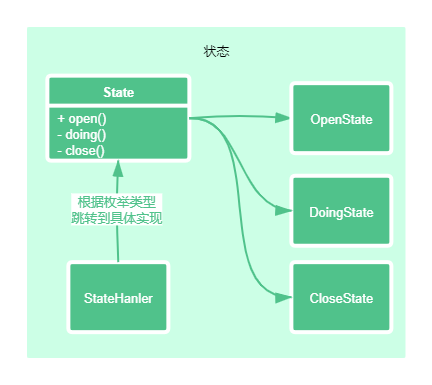 状态
State
+ open()
- doing()
- close()
OpenState
根据枚举类型
跳转到具体实现
DoingState
StateHanler
CloseState